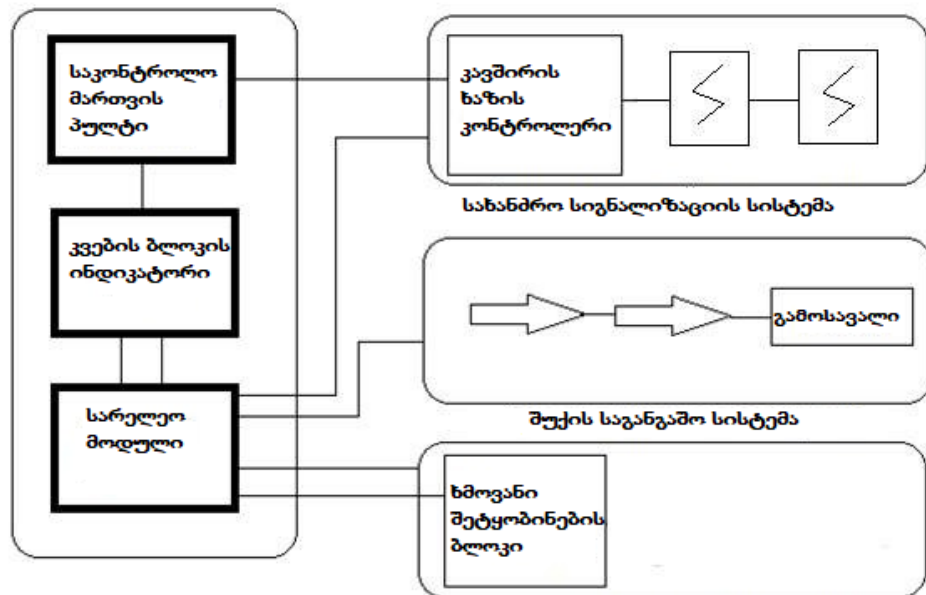 საკონტროლო
მართვის
პულტი
კვების ბლოკის
ინდიკატორი
სარელეო
მოდული
კავშირის
ხაზის
კონტროლერი
სახანძრო სიგნალიზაციის სისტემა
გამოსავალი
შუქის საგანგაშო სისტემა
ხმოვანი
შეტყობინების
ბლოკი